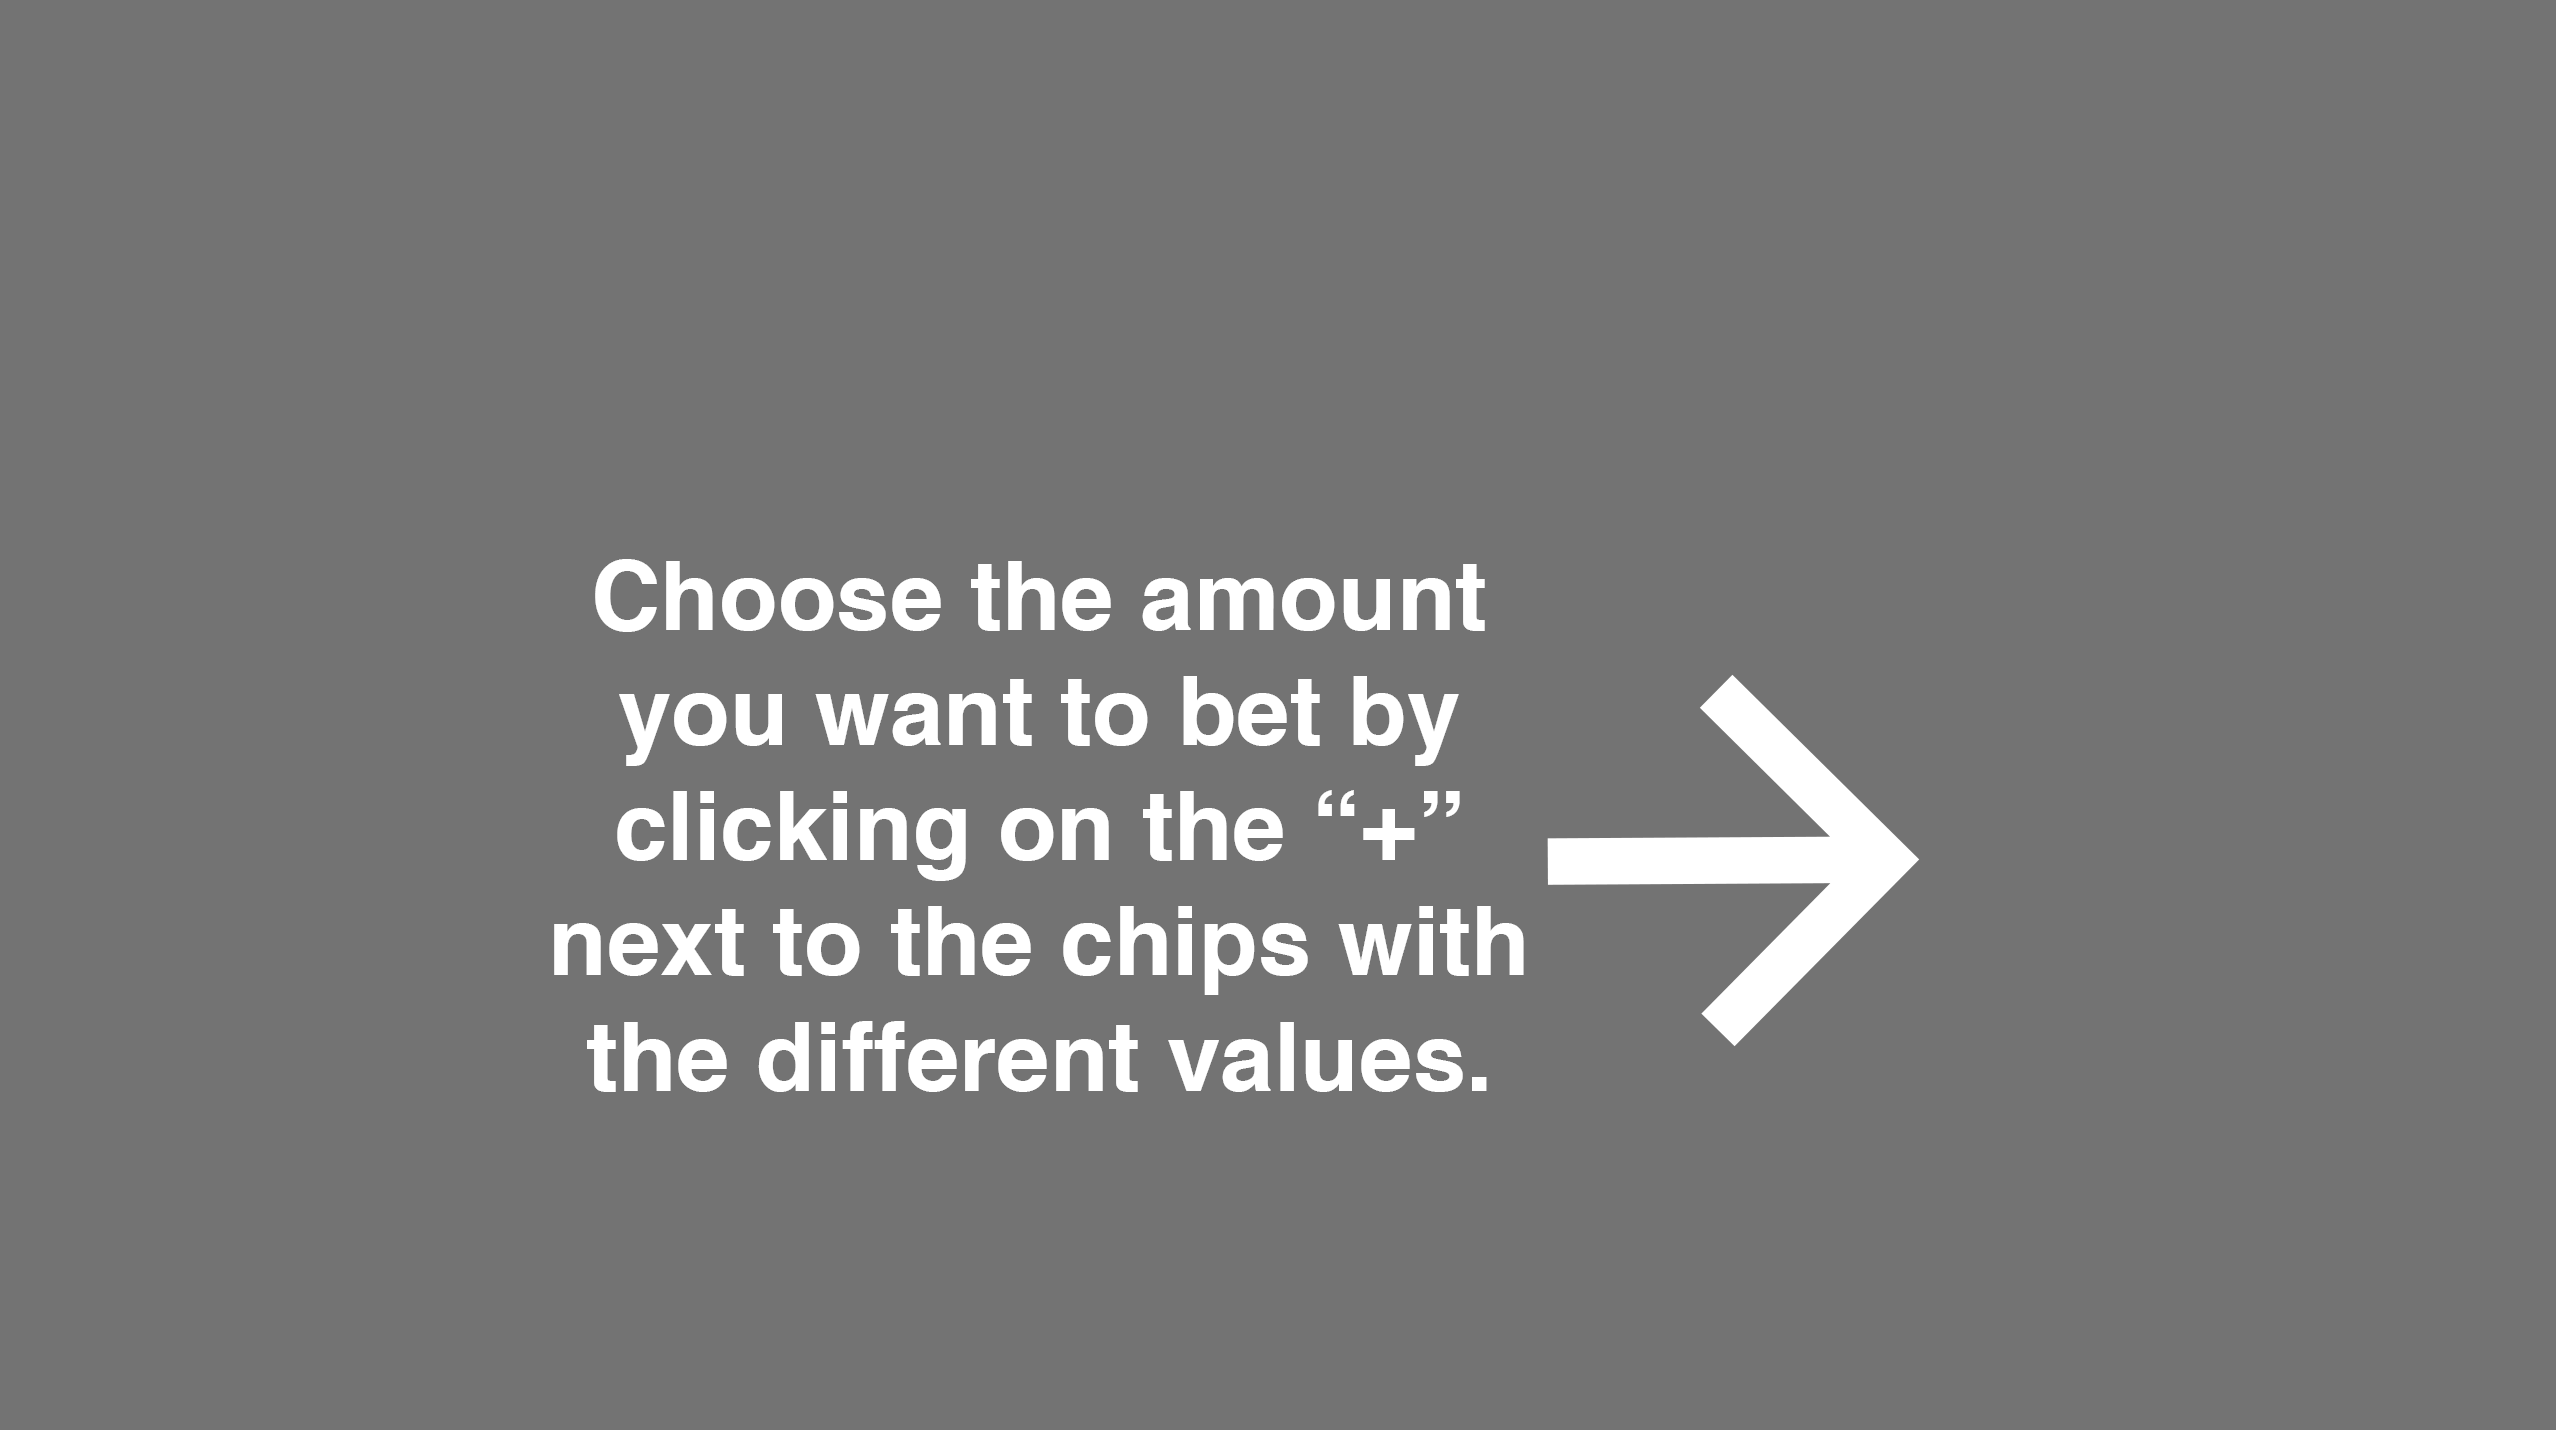 Choose the amount
you want to bet by
clicking on the “+”
next to the chips with
the different values.